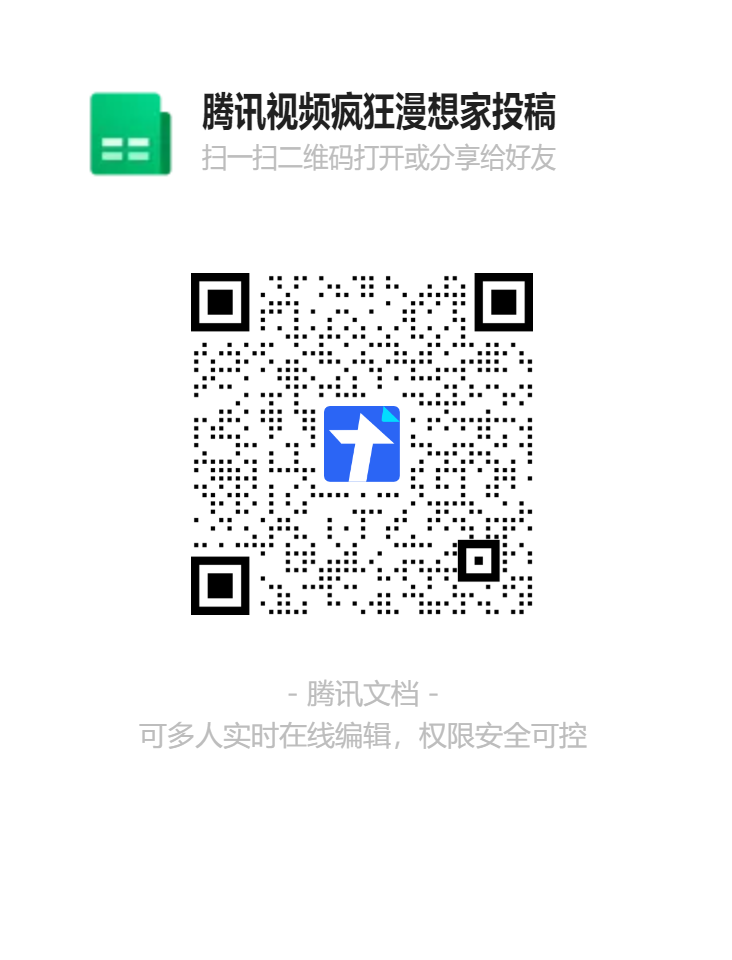 腾讯视频疯狂漫想家投稿
扫一扫二维码打开或分享给好友
- 腾讯文档 -
可多人实时在线编辑，权限安全可控